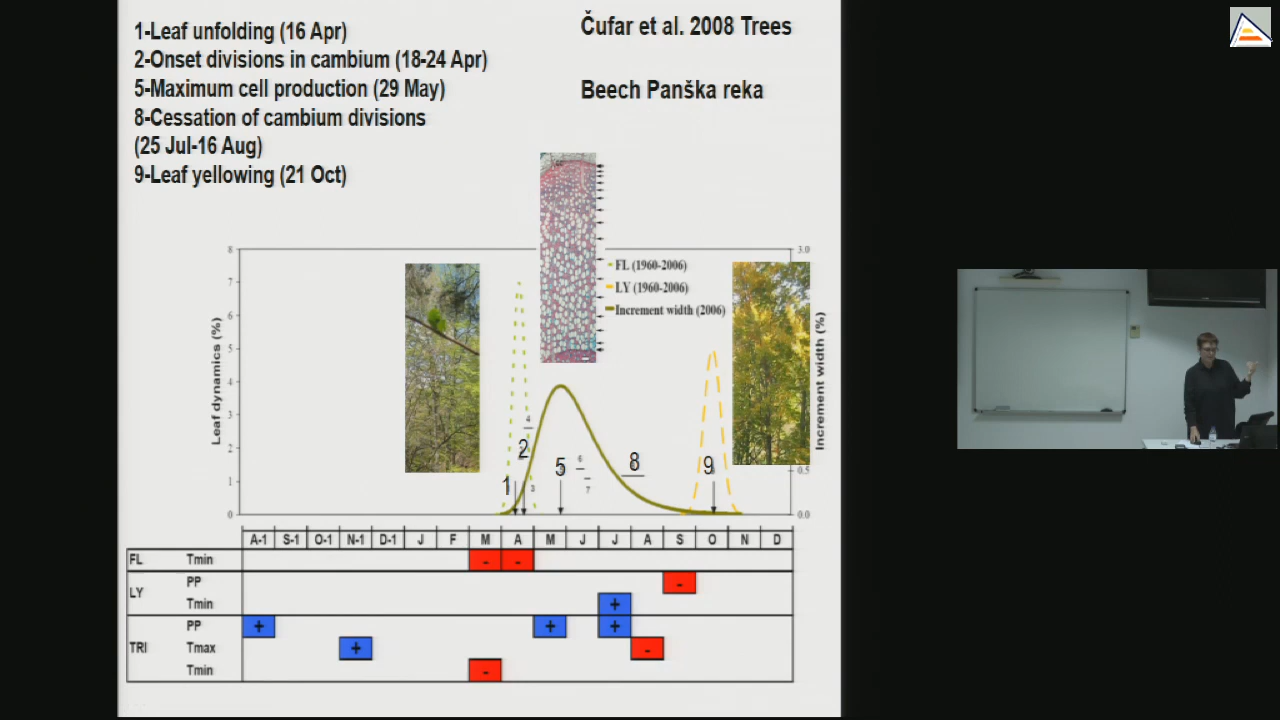 1-Leaf unfolding (16 Apr)
2-Onset divisions in cambium (18-24 Apr)
5-Maximum cell production (29 May)
8-Cessation of cambium divisions
(25 Jul-16 Aug)
9-Leaf yellowing (21 Oct)
Čufar et al. 2008 Trees
Beech Panška reka
8
7
6
5
4
3
2
1
0
Leaf dynamics (%)
FL (1960-2006)
LY (1960-2006)
Increment width (2006)
3.0
0.5
0.0
Increment width (%)
1
2
3
4
5
6
7
8
9
A-1 S-1 O-1 N-1 D-1 J F M A M J J A S O N D
FL Tmin - -
LY PP -
Tmin +
TRI PP + + +
Tmax + -
Tmin -